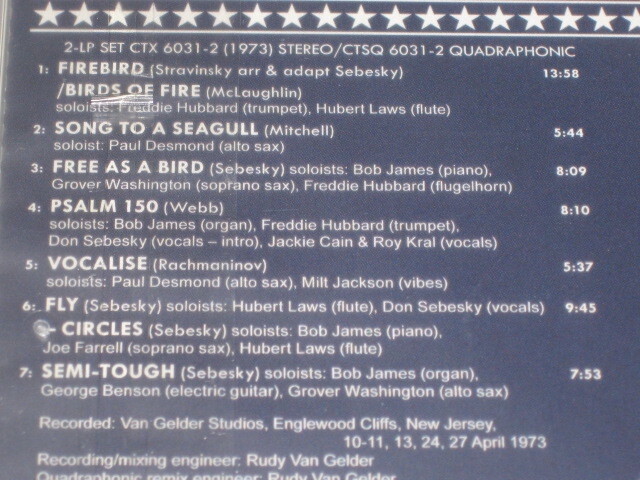 2-LP SET CTX 6031-2 (1973) STEREO/CTSQ 6031-2 QUADRAPHONIC
1: FIREBIRD (Stravinsky arr & adapt Sebesky) 13:58
/BIRDS OF FIRE (McLaughlin)
soloists: Freddie Hubbard (trumpet), Hubert Laws (flute)
2: SONG TO A SEAGULL (Mitchell) 5:44
soloist: Paul Desmond (alto sax)
3: FREE AS A BIRD (Sebesky) soloists: Bob James (piano), 8:09
Grover Washington (soprano sax), Freddie Hubbard (flugelhorn)
4: PSALM 150 (Webb) 8:10
soloists: Bob James (organ), Freddie Hubbard (trumpet),
Don Sebesky (vocals – intro), Jackie Cain & Roy Kral (vocals)
5: VOCALISE (Rachmaninov) 5:37
soloists: Paul Desmond (alto sax), Milt Jackson (vibes)
6: FLY (Sebesky) soloists: Hubert Laws (flute), Don Sebesky (vocals) 9:45
- CIRCLES (Sebesky) soloists: Bob James (piano),
Joe Farrell (soprano sax), Hubert Laws (flute)
7: SEMI-TOUGH (Sebesky) soloists: Bob James (organ), 7:53
George Benson (electric guitar), Grover Washington (alto sax)
Recorded: Van Gelder Studios, Englewood Cliffs, New Jersey,
10-11, 13, 24, 27 April 1973
Recording/mixing engineer: Rudy Van Gelder
Quadraphonic remix engineer: Rudy Van Gelder